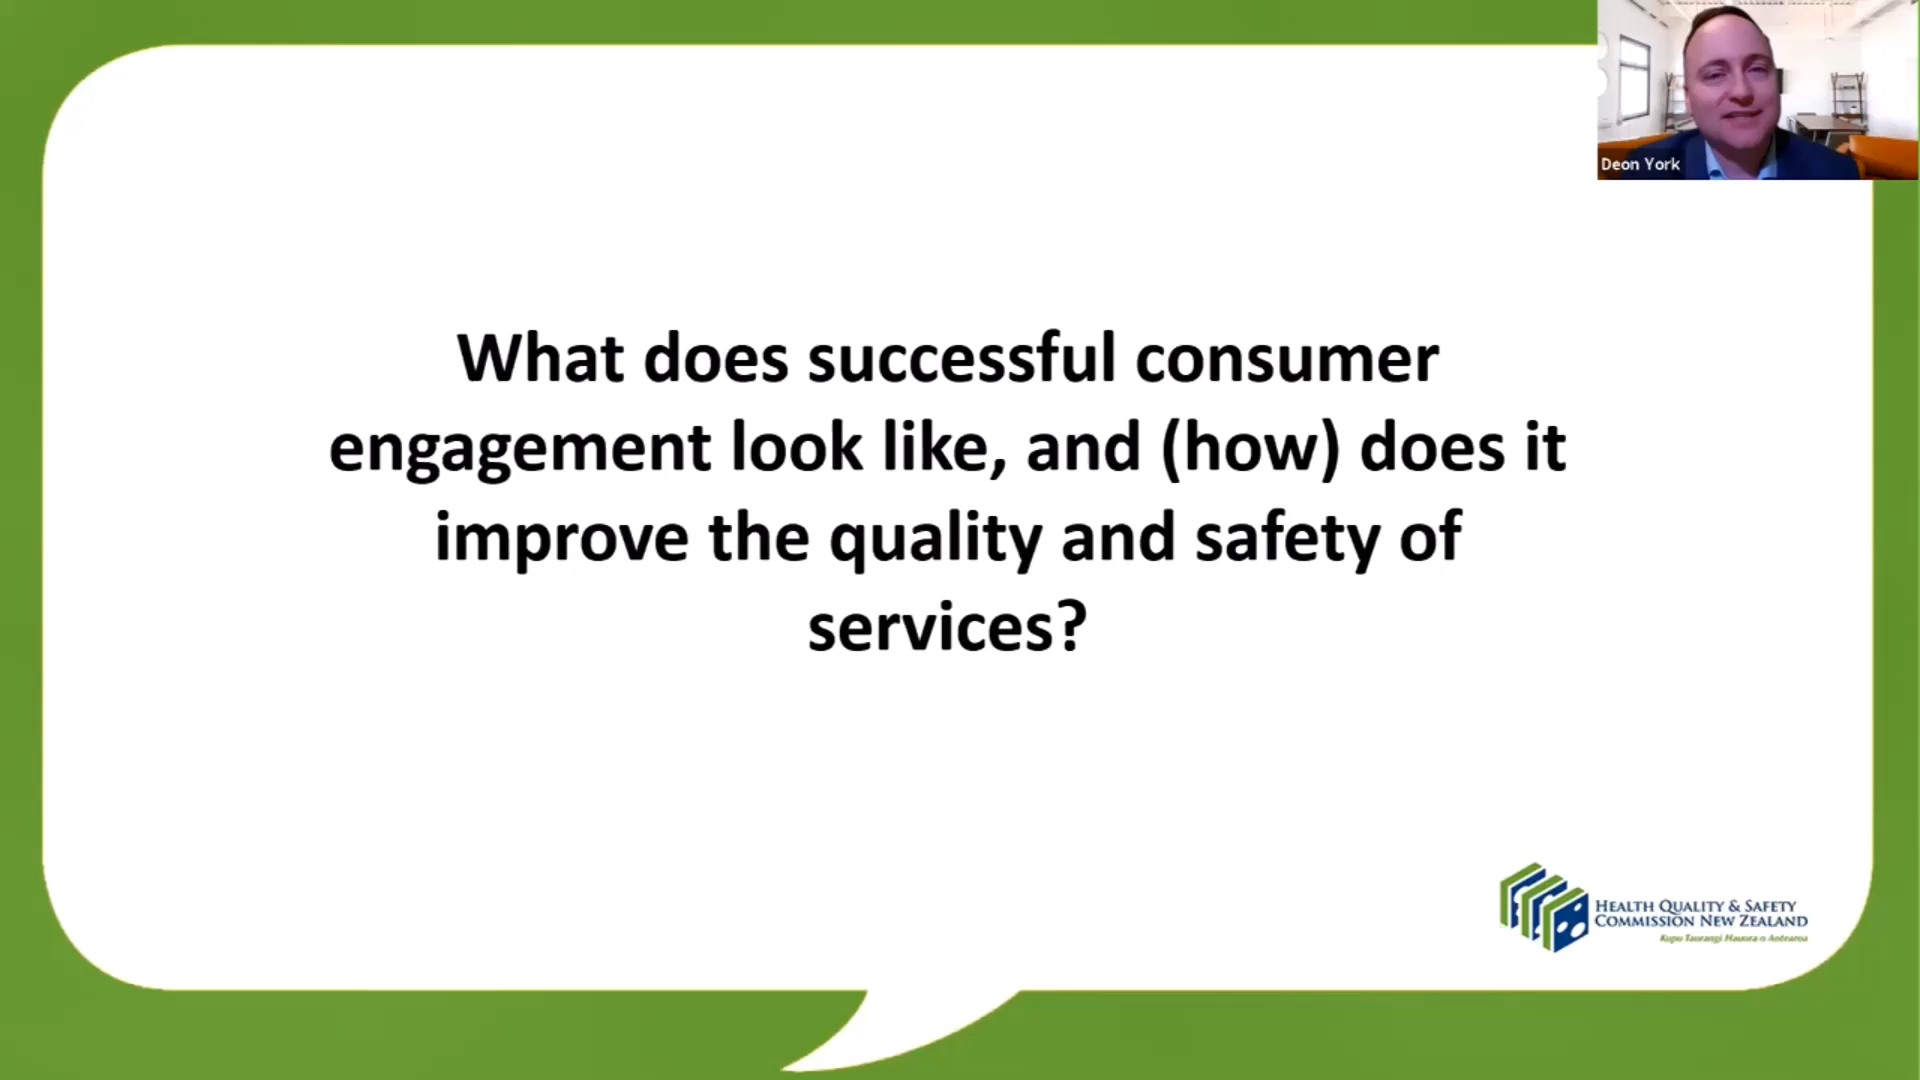 Deon York
What does successful consumer
engagement look like, and (how) does it
improve the quality and safety of
services?
HEALTH QUALITY & SAFETY
COMMISSION NEW ZEALAND
Kupu Taurangi Hauora o Aotearoa